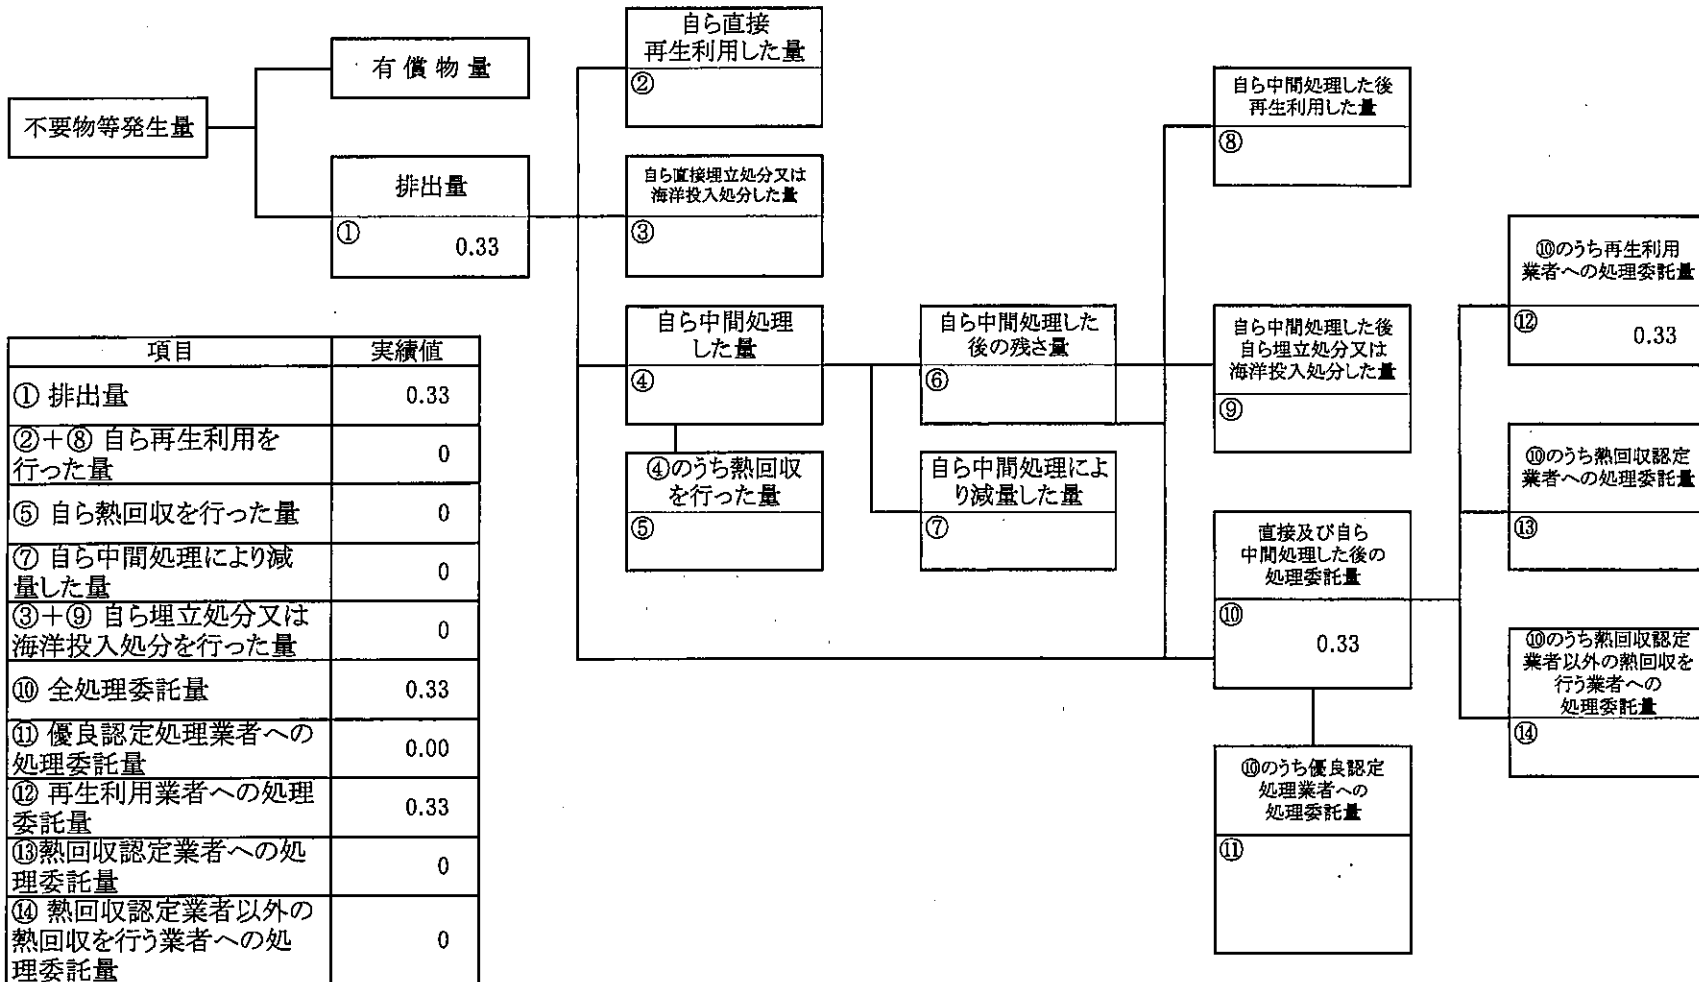 不要物等発生量
有償物量
排出量
①
0.33
自ら直接
再生利用した量
②
自ら直接埋立処分又は
海洋投入処分した量
③
自ら中間処理
した量
④
④のうち熱回収
を行った量
⑤
自ら中間処理した
後の残さ量
⑥
自ら中間処理によ
り減量した量
⑦
自ら中間処理した後
再生利用した量
⑧
自ら中間処理した後
自ら埋立処分又は
海洋投入処分した量
⑨
直接及び自ら
中間処理した後の
処理委託量
⑩
0.33
⑩のうち優良認定
処理業者への
処理委託量
⑪
⑩のうち再生利用
業者への処理委託量
⑫
0.33
⑩のうち熱回収認定
業者への処理委託量
⑬
⑩のうち熱回収認定
業者以外の熱回収を
行う業者への
処理委託量
⑭
項目 実績値
① 排出量 0.33
②+⑧ 自ら再生利用を
行った量 0
⑤ 自ら熱回収を行った量 0
⑦ 自ら中間処理により減
量した量 0
③+⑨ 自ら埋立処分又は
海洋投入処分を行った量 0
⑩ 全処理委託量 0.33
⑪ 優良認定処理業者への
処理委託量 0.00
⑫ 再生利用業者への処理
委託量 0.33
⑬熱回収認定業者への処
理委託量 0
⑭ 熱回収認定業者以外の
熱回収を行う業者への処
理委託量 0